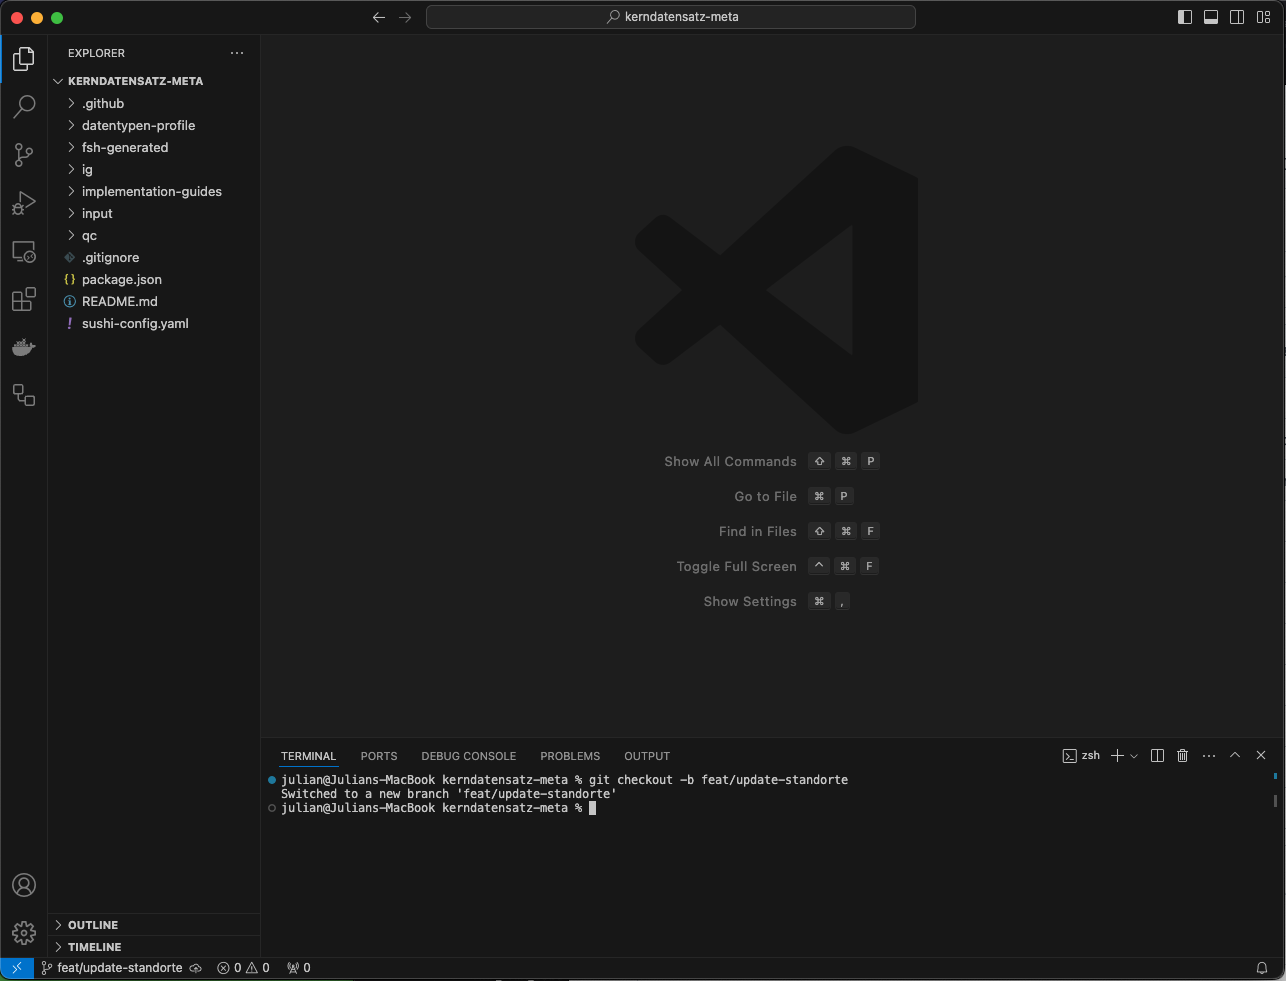 kerndatensatz-meta
EXPLORER
KERNDATENSATZ-META
.github
datentypen-profile
fsh-generated
ig
implementation-guides
input
qc
.gitignore
{} package.json
README.md
! sushi-config.yaml
Show All Commands ⇧ ⌘ P
Go to File ⌘ P
Find in Files ⇧ ⌘ F
Toggle Full Screen ^ ⌘ F
Show Settings ⌘ ,
TERMINAL PORTS DEBUG CONSOLE PROBLEMS OUTPUT zsh
julian@Julians-MacBook kerndatensatz-meta % git checkout -b feat/update-standorte
Switched to a new branch 'feat/update-standorte'
julian@Julians-MacBook kerndatensatz-meta %
OUTLINE
TIMELINE
feat/update-standorte 0 0 0